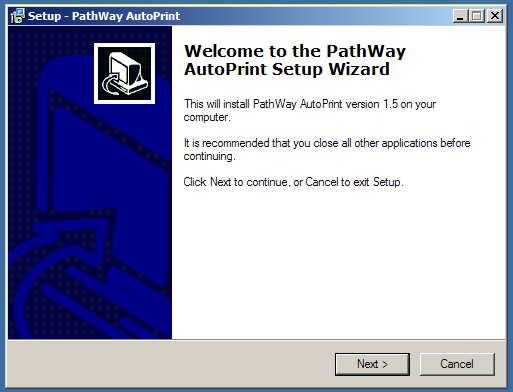 Setup - PathWay AutoPrint
Welcome to the PathWay
AutoPrint Setup Wizard
This will install PathWay AutoPrint version 1.5 on your
computer.
It is recommended that you close all other applications before
continuing.
Click Next to continue, or Cancel to exit Setup.
Next >
Cancel